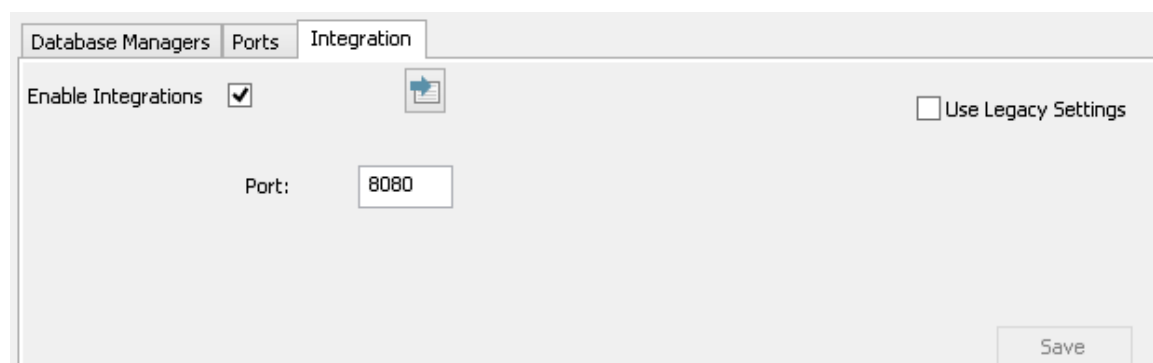 Database Managers Ports Integration
Enable Integrations
Use Legacy Settings
Port: 8080
Save